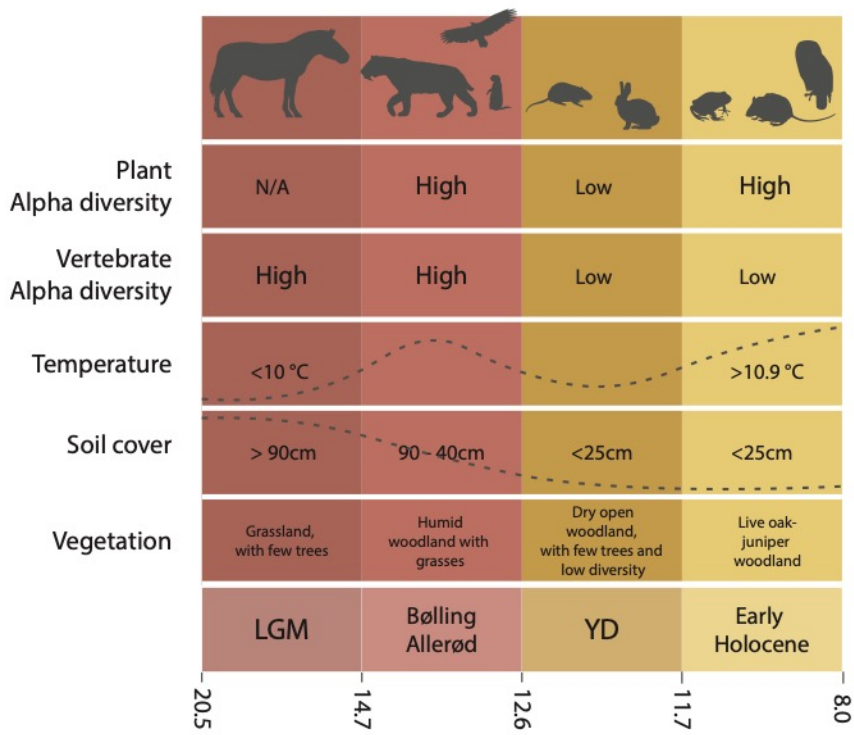 Plant
Alpha diversity
N/A
High
Low
High
Vertebrate
Alpha diversity
High
High
Low
Low
Temperature
<10 °C
>10.9 °C
Soil cover
> 90cm
90 - 40cm
<25cm
<25cm
Vegetation
Grassland,
with few trees
Humid
woodland with
grasses
Dry open
woodland,
with few trees and
low diversity
Live oak-
juniper
woodland
LGM
Bølling
Allerød
YD
Early
Holocene
20.5
14.7
12.6
11.7
8.0